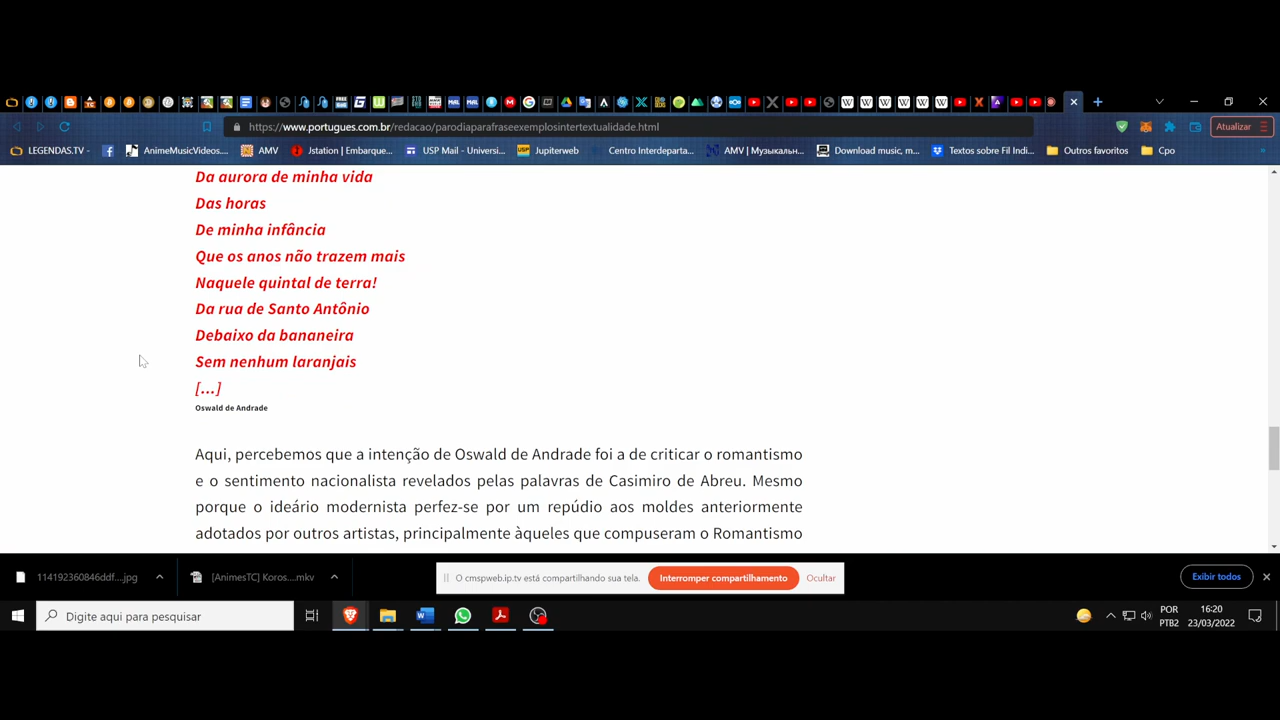 https://www.portugues.com.br/redacao/parodiaparafraseexemplosintertextualidade.html
Atualizar
LEGENDAS.TV
AnimeMusicVideos...
AMV
Jstation | Embarque...
USP Mail - Universi...
Jupiterweb
Centro Interdeparta...
AMV | Музыкальн...
Download music, m...
Textos sobre Fil Indi...
Outros favoritos
Cpo
Da aurora de minha vida
Das horas
De minha infância
Que os anos não trazem mais
Naquele quintal de terra!
Da rua de Santo Antônio
Debaixo da bananeira
Sem nenhum laranjais
[...]
Oswald de Andrade
Aqui, percebemos que a intenção de Oswald de Andrade foi a de criticar o romantismo
e o sentimento nacionalista revelados pelas palavras de Casimiro de Abreu. Mesmo
porque o ideário modernista perfez-se por um repúdio aos moldes anteriormente
adotados por outros artistas, principalmente àqueles que compuseram o Romantismo
114192360846ddf....jpg
[AnimesTC] Koros....mkv
O cmspweb.ip.tv está compartilhando sua tela.
Interromper compartilhamento
Ocultar
Exibir todos
Digite aqui para pesquisar
POR
PTB2
16:20
23/03/2022